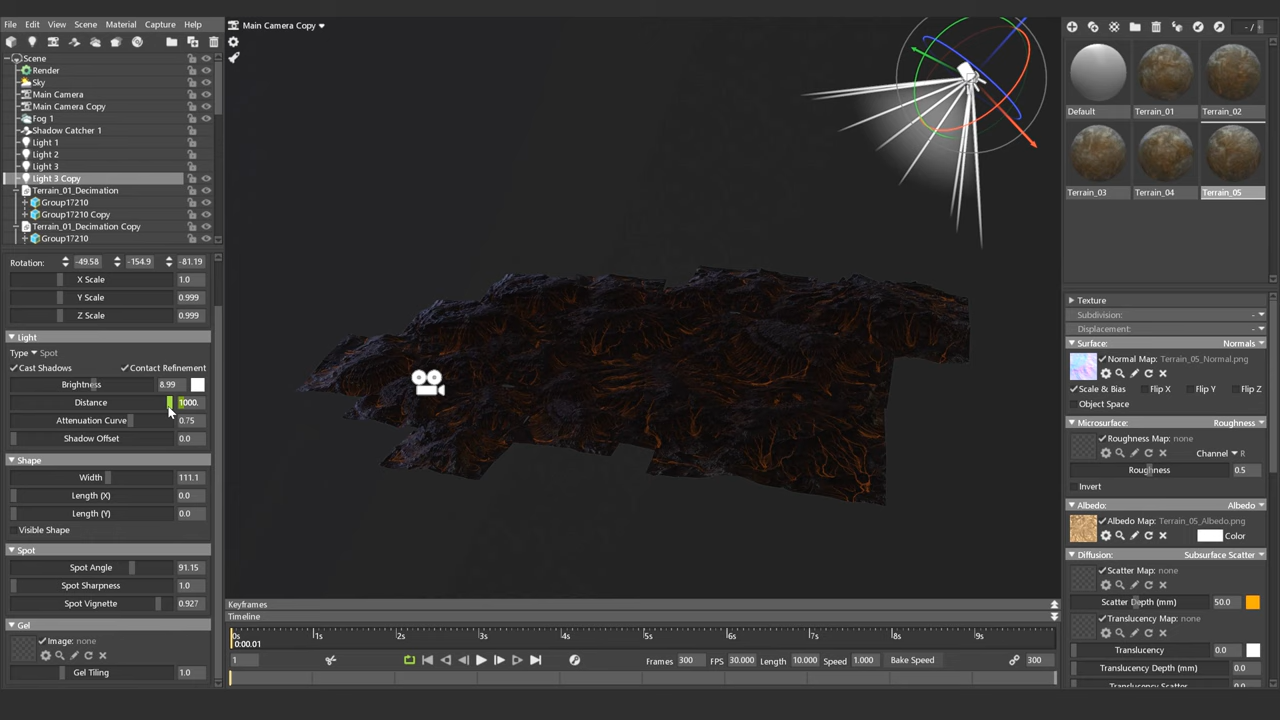 File Edit View Scene Material Capture Help
Main Camera Copy
Scene
Render
Sky
Main Camera
Main Camera Copy
Fog 1
Shadow Catcher 1
Light 1
Light 2
Light 3
Light 3 Copy
Terrain_01_Decimation
Group17210
Group17210 Copy
Terrain_01_Decimation Copy
Group17210
Rotation: -49.58 -154.9 -81.19
X Scale 1.0
Y Scale 0.999
Z Scale 0.999
Light
Type Spot
Cast Shadows Contact Refinement
Brightness 8.99
Distance 1000.
Attenuation Curve 0.75
Shadow Offset 0.0
Shape
Width 111.1
Length (X) 0.0
Length (Y) 0.0
Visible Shape
Spot
Spot Angle 91.15
Spot Sharpness 1.0
Spot Vignette 0.927
Gel
Image: none
Gel Tiling 1.0
Keyframes
Timeline
0s 1s 2s 3s 4s 5s 6s 7s 8s 9s
0:00.01
1 Frames 300 FPS 30.000 Length 10.000 Speed 1.000 Bake Speed 300
- /
Default Terrain_01 Terrain_02
Terrain_03 Terrain_04 Terrain_05
Texture
Subdivision: -
Displacement: -
Surface: Normals
Normal Map: Terrain_05_Normal.png
Scale & Bias Flip X Flip Y Flip Z
Object Space
Microsurface: Roughness
Roughness Map: none
Channel R
Roughness 0.5
Invert
Albedo: Albedo
Albedo Map: Terrain_05_Albedo.png
Color
Diffusion: Subsurface Scatter
Scatter Map: none
Scatter Depth (mm) 50.0
Translucency Map: none
Translucency 0.0
Translucency Depth (mm) 0.0
Translucency Scatter 0.0